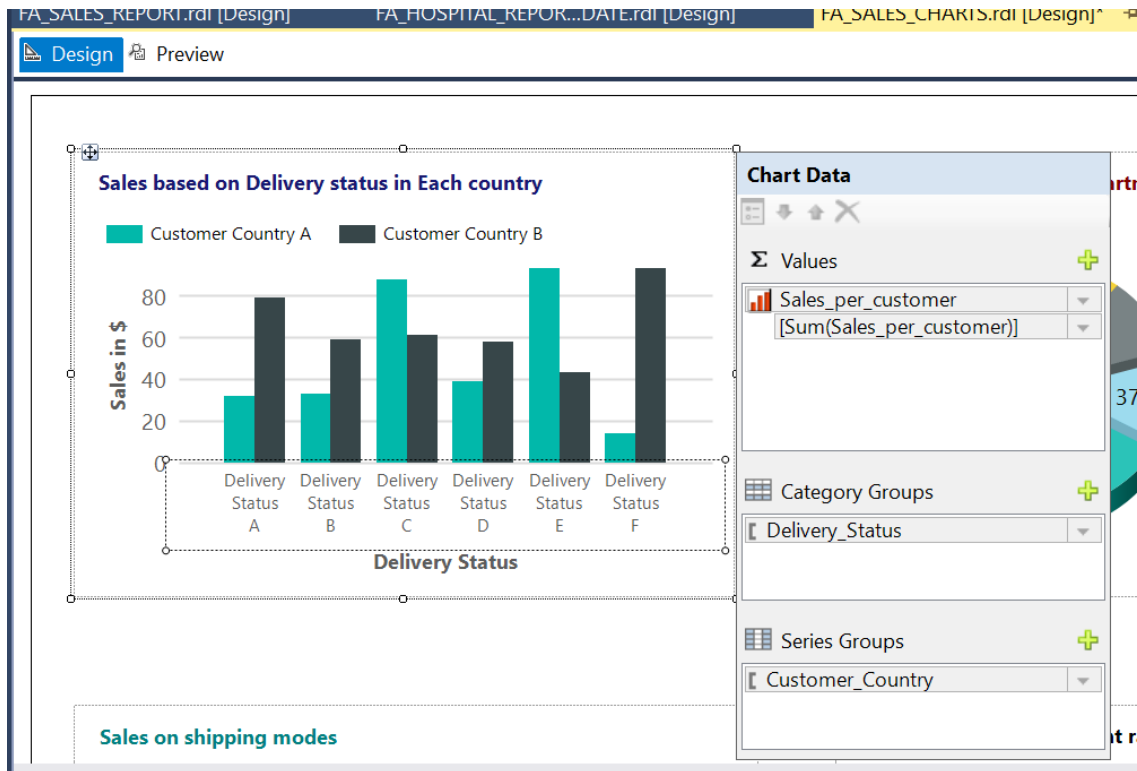 FA_SALES_REPORT.rdl [Design] FA_HOSPITAL_REPOR...DATE.rdl [Design] FA_SALES_CHARTS.rdl [Design]*
Design Preview
Sales based on Delivery status in Each country
Customer Country A Customer Country B
80
60
40
20
0
Sales in $
Delivery Status A
Delivery Status B
Delivery Status C
Delivery Status D
Delivery Status E
Delivery Status F
Delivery Status
Chart Data
Σ Values
Sales_per_customer
[Sum(Sales_per_customer)]
Category Groups
Delivery_Status
Series Groups
Customer_Country
37
Sales on shipping modes